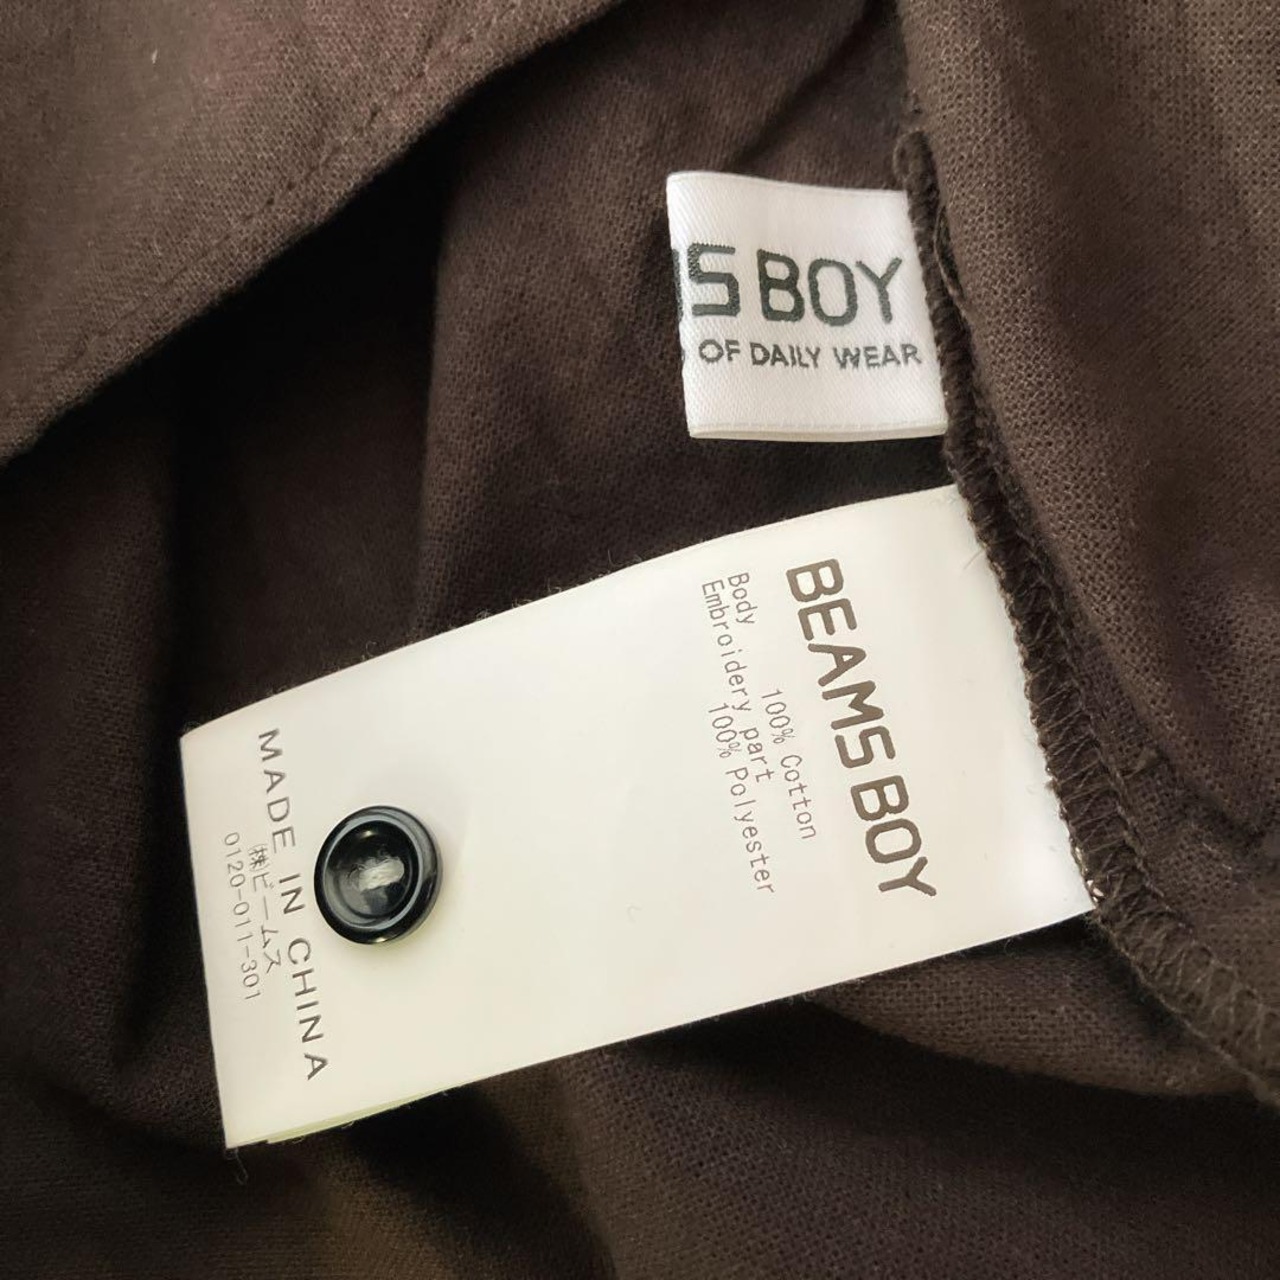 S BOY
OF DAILY WEAR
BEAMS BOY
Body
100% Cotton
Embroidery part
100% Polyester
MADE IN CHINA
㈱ビームス
0120-011-301